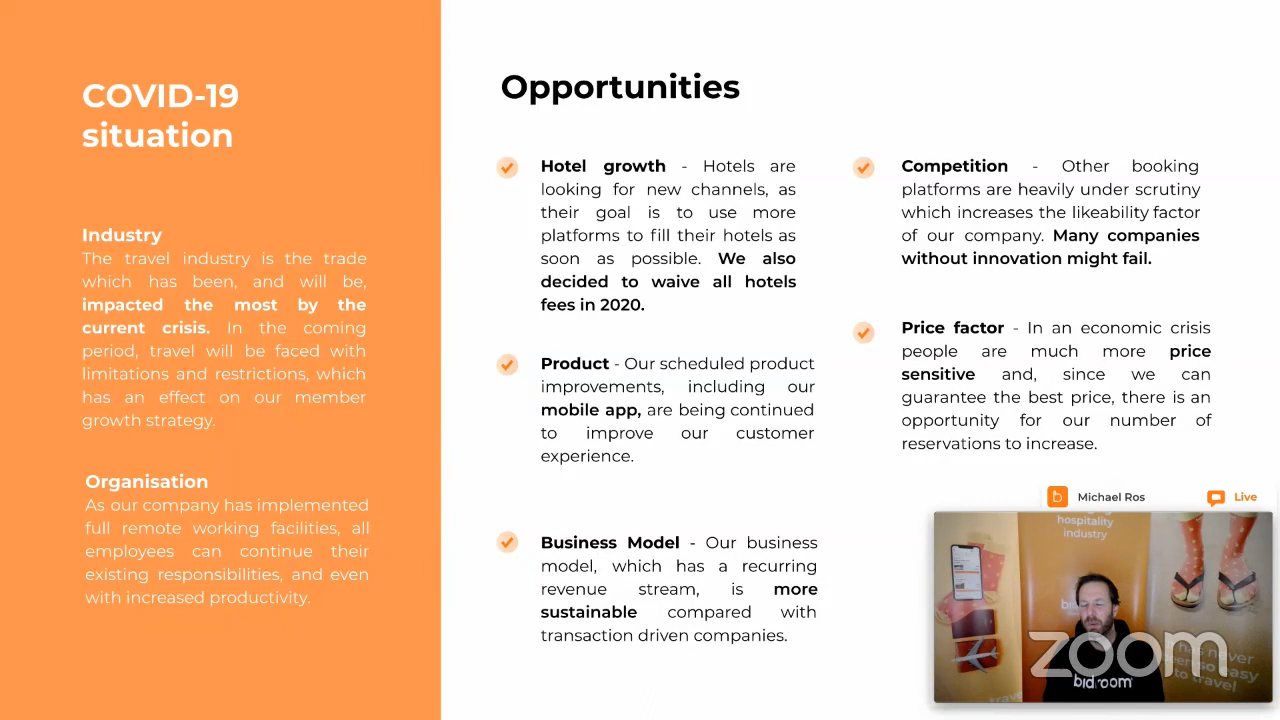 COVID-19
situation
Industry
The travel industry is the trade
which has been, and will be,
impacted the most by the
current crisis. In the coming
period, travel will be faced with
limitations and restrictions, which
has an effect on our member
growth strategy.
Organisation
As our company has implemented
full remote working facilities, all
employees can continue their
existing responsibilities, and even
with increased productivity.
Opportunities
Hotel growth - Hotels are
looking for new channels, as
their goal is to use more
platforms to fill their hotels as
soon as possible. We also
decided to waive all hotels
fees in 2020.
Product - Our scheduled product
improvements, including our
mobile app, are being continued
to improve our customer
experience.
Business Model - Our business
model, which has a recurring
revenue stream, is more
sustainable compared with
transaction driven companies.
Competition - Other booking
platforms are heavily under scrutiny
which increases the likeability factor
of our company. Many companies
without innovation might fail.
Price factor - In an economic crisis
people are much more price
sensitive and, since we can
guarantee the best price, there is an
opportunity for our number of
reservations to increase.
b Michael Ros
Live
hospitality
industry
zoom
bidroom
has never
so easy
to travel